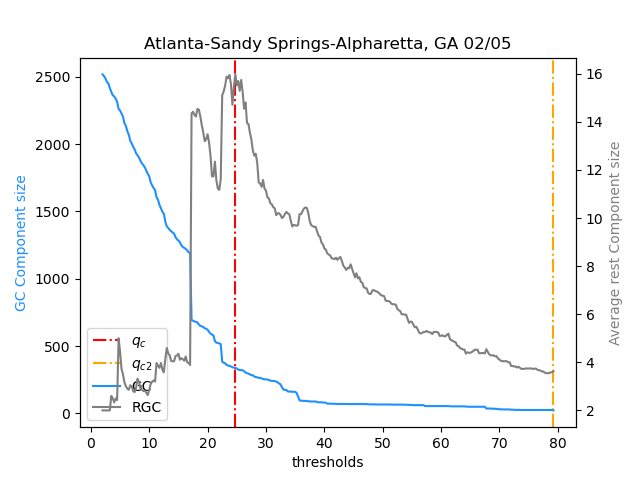 Atlanta-Sandy Springs-Alpharetta, GA 02/05
2500
2000
1500
1000
500
0
GC Component size
16
14
12
10
8
6
4
2
Average rest Component size
q_c
q_c2
GC
RGC
0 10 20 30 40 50 60 70 80
thresholds